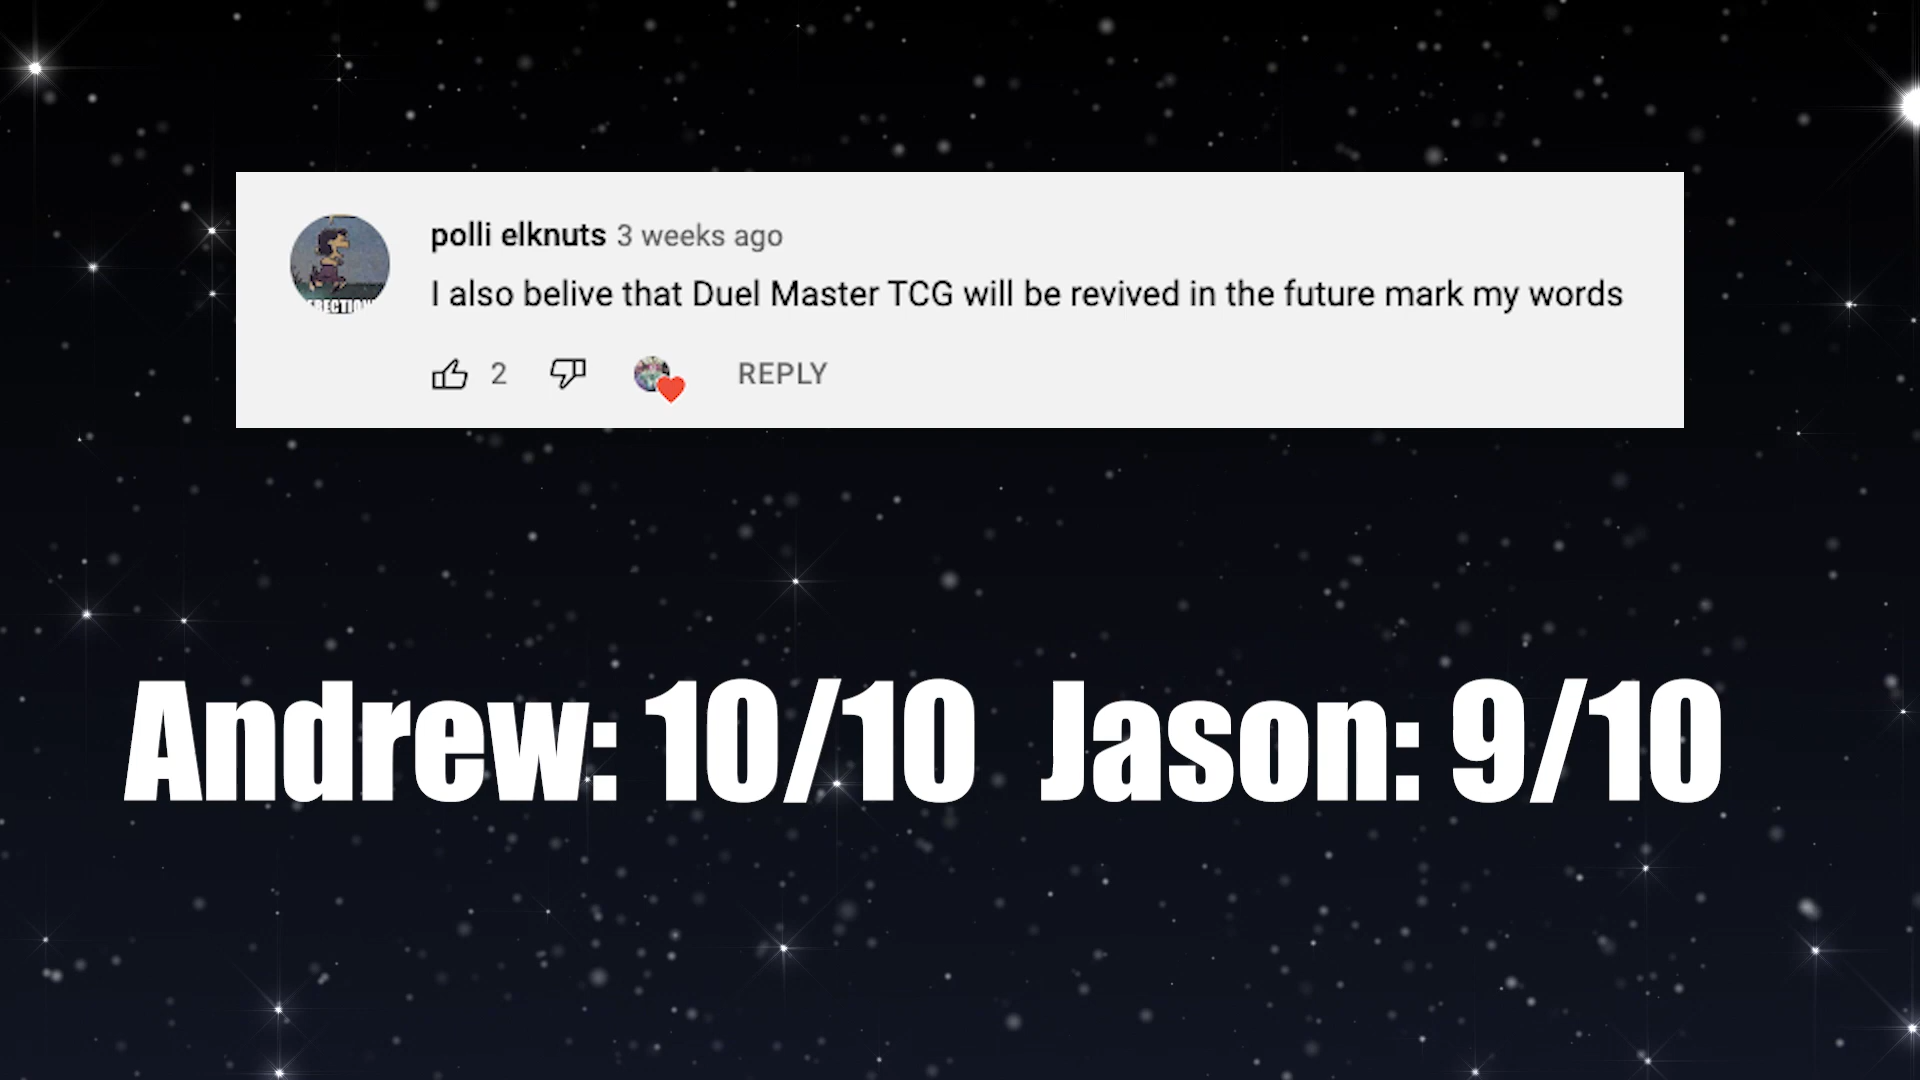 polli elknuts 3 weeks ago
I also belive that Duel Master TCG will be revived in the future mark my words
2 REPLY
Andrew: 10/10 Jason: 9/10